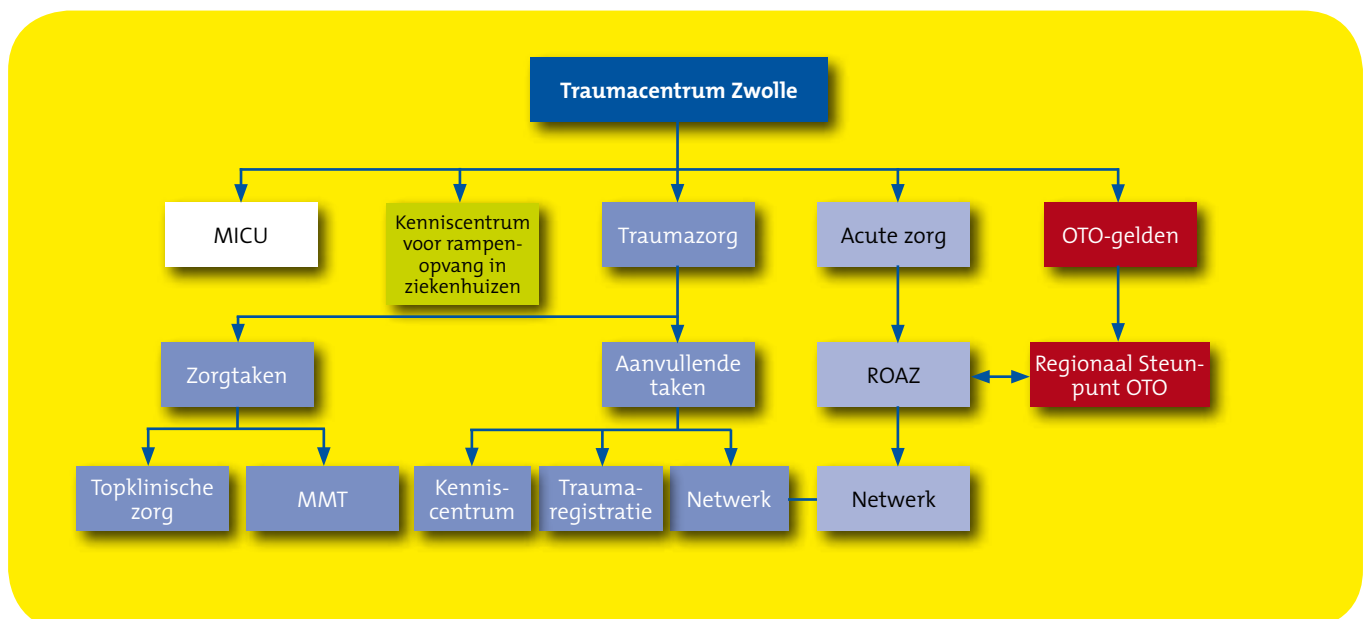 Traumacentrum Zwolle
MICU
Kenniscentrum
voor rampen-
opvang in
ziekenhuizen
Traumazorg
Acute zorg
OTO-gelden
Zorgtaken
Aanvullende
taken
ROAZ
Regionaal Steun-
punt OTO
Topklinische
zorg
MMT
Kennis-
centrum
Trauma-
registratie
Netwerk
Netwerk